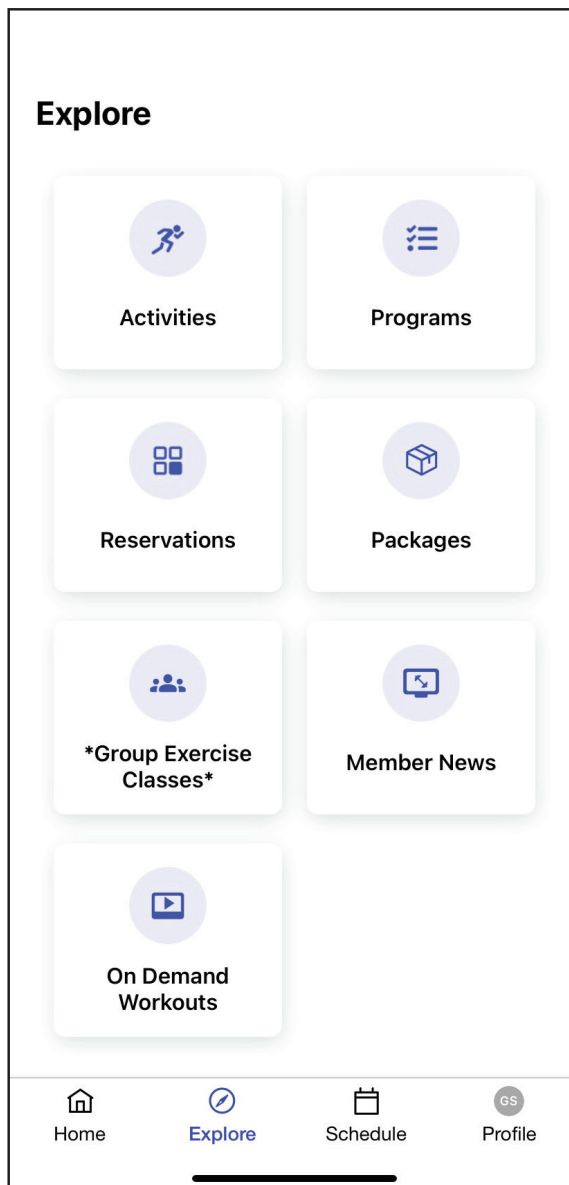 Explore
Activities
Programs
Reservations
Packages
*Group Exercise
Classes*
Member News
On Demand
Workouts
Home
Explore
Schedule
GS
Profile